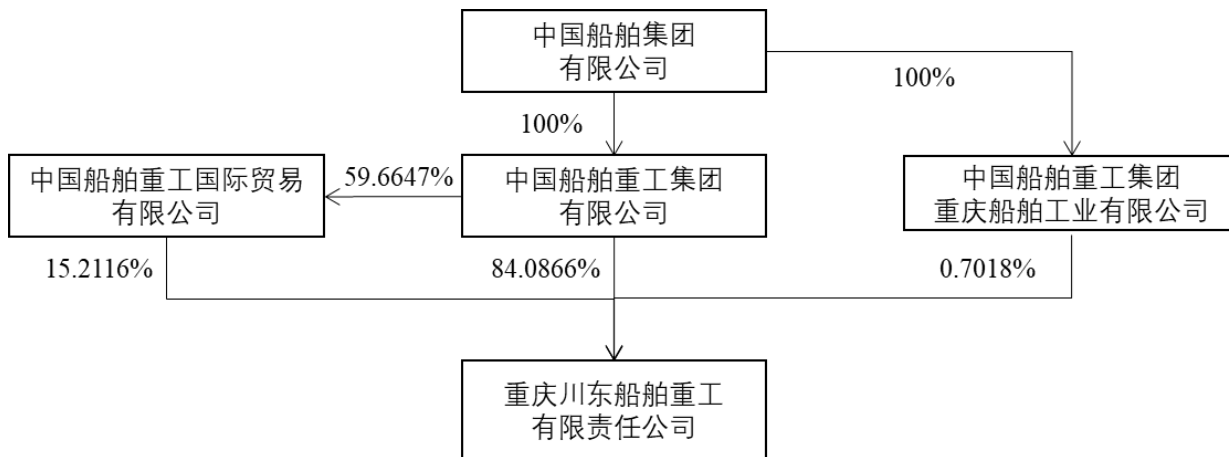 中国船舶集团
有限公司
100%
100%
中国船舶重工国际贸易
有限公司
59.6647%
中国船舶重工集团
有限公司
中国船舶重工集团
重庆船舶工业有限公司
15.2116%
84.0866%
0.7018%
重庆川东船舶重工
有限责任公司